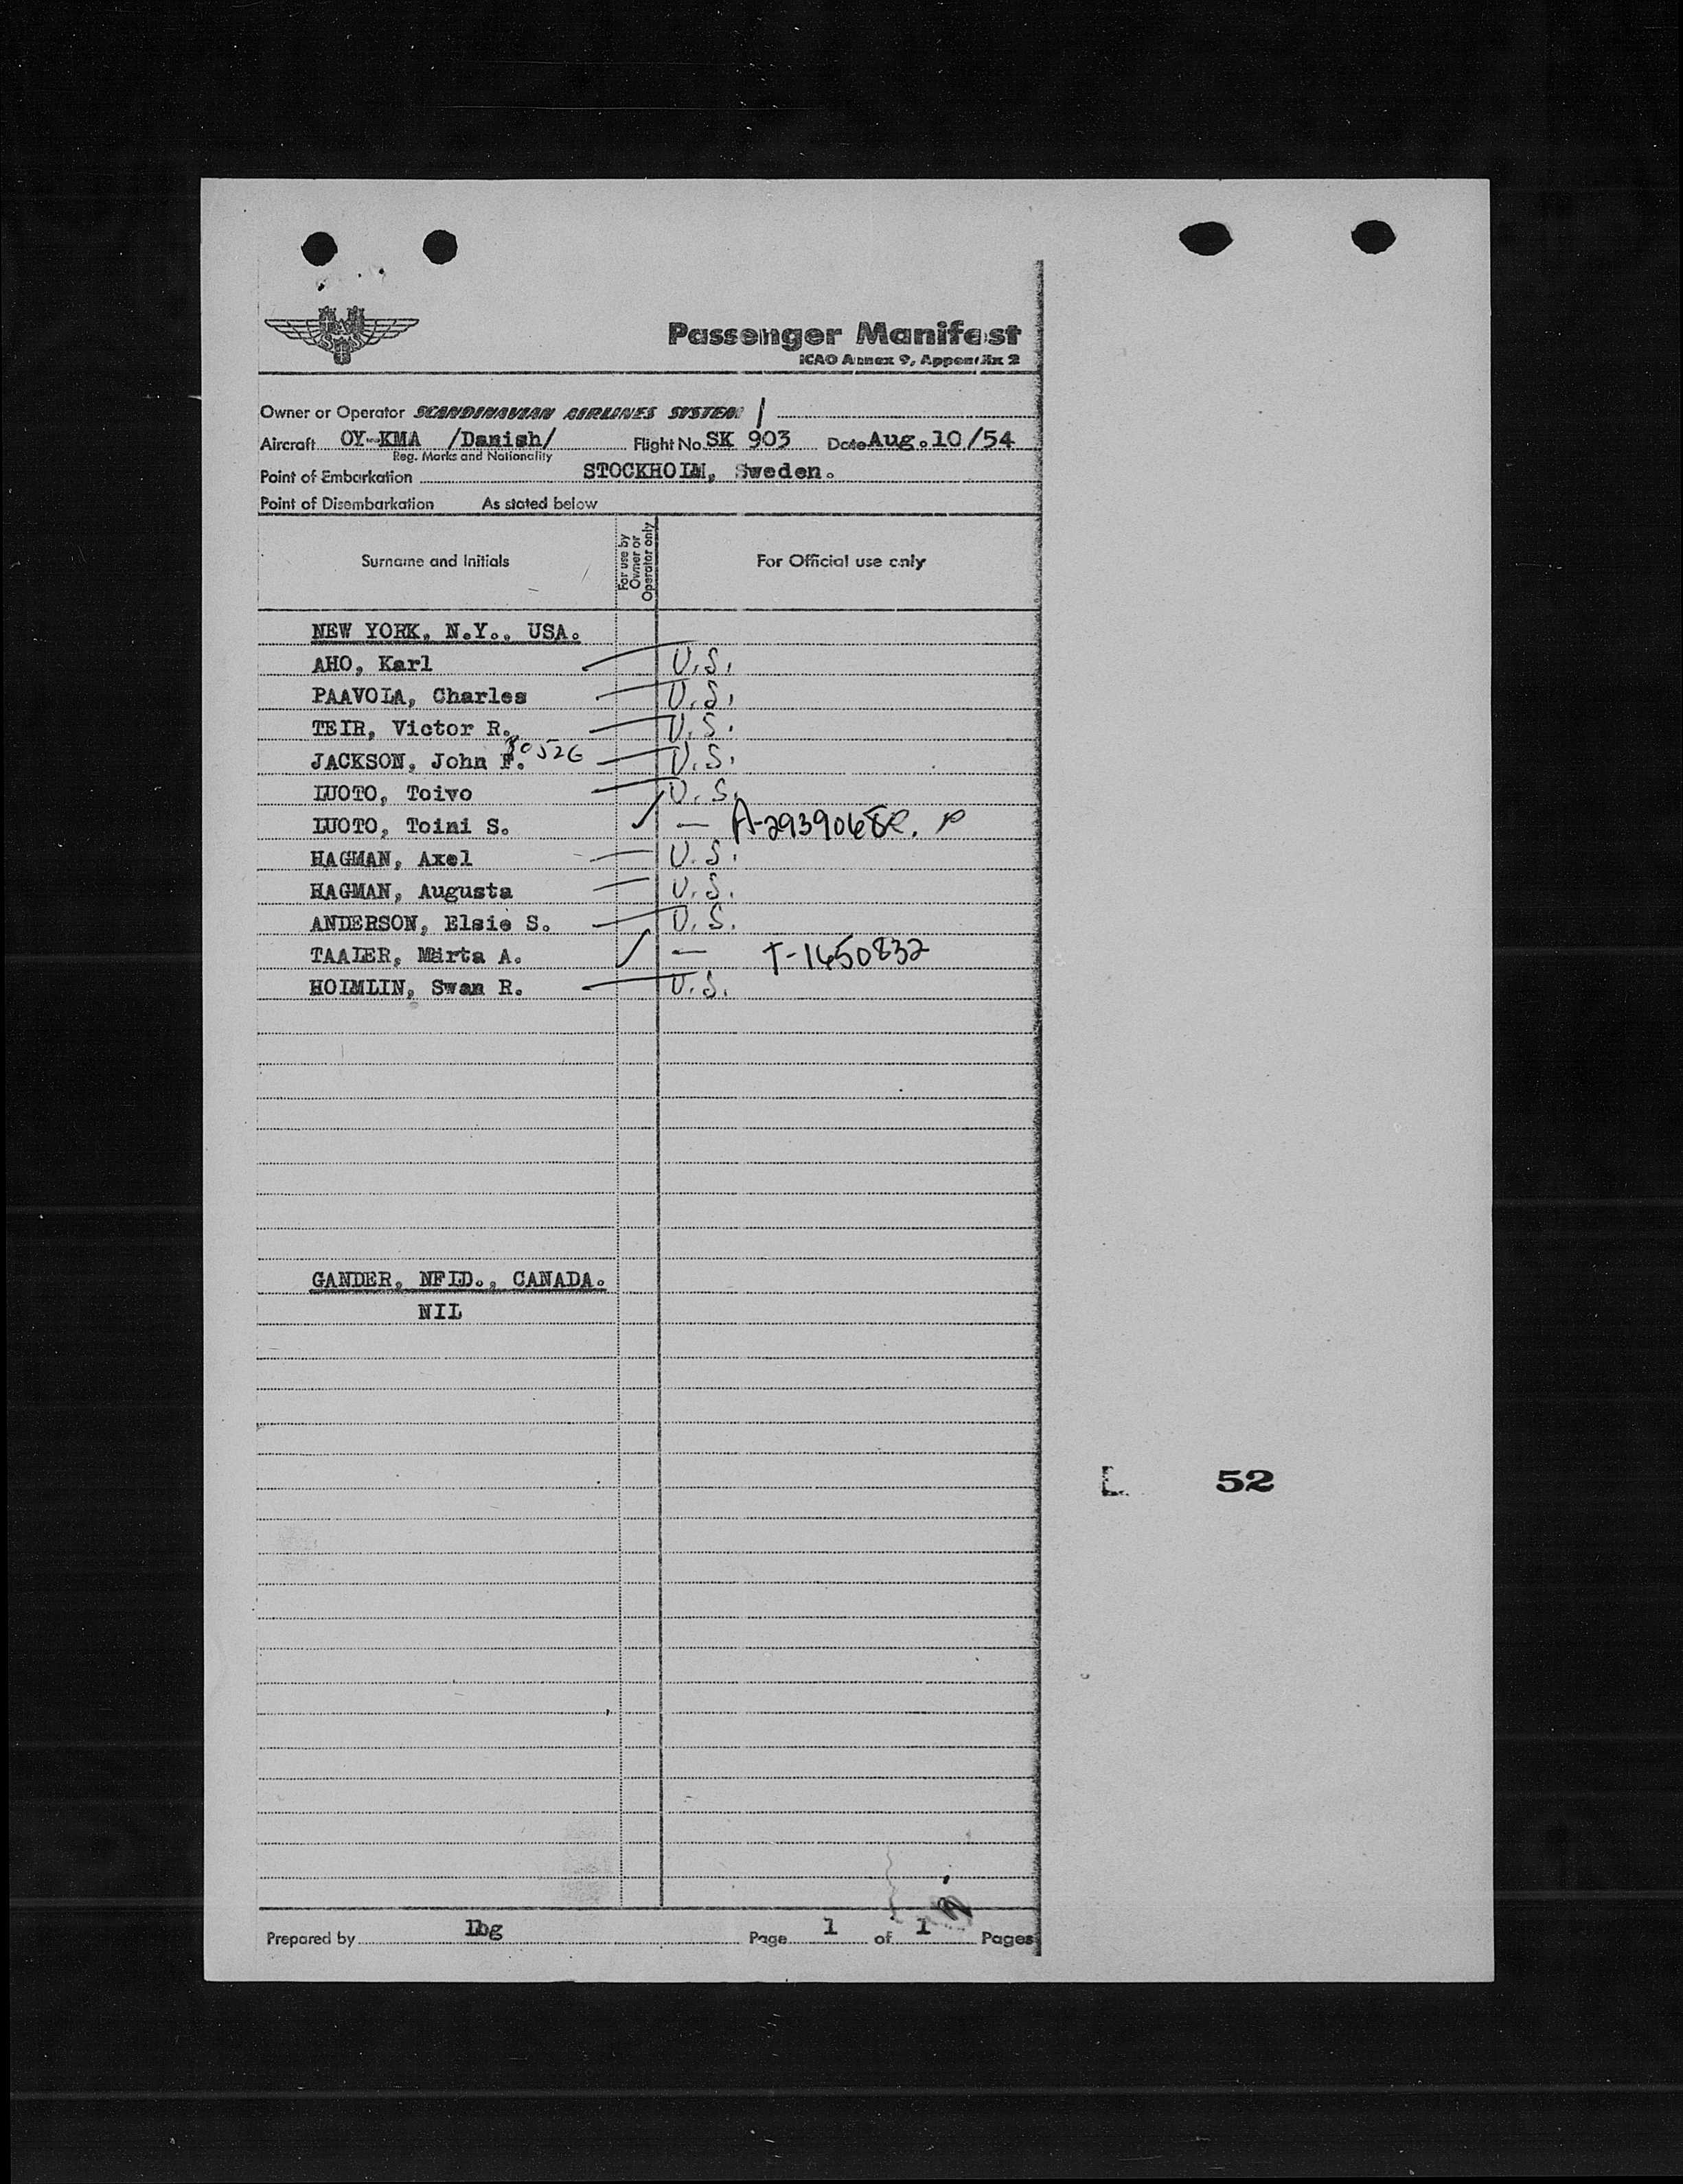 SAS
Passenger Manifest
ICAO Annex 9, Appendix 2
Owner or Operator SCANDINAVIAN AIRLINES SYSTEM
Aircraft OY-KMA /Danish/ Flight No. SK 903 Date Aug. 10/54
Reg. Marks and Nationality
Point of Embarkation STOCKHOLM, Sweden.
Point of Disembarkation As stated below
Surname and Initials For use by Owner or Operator only For Official use only
NEW YORK, N.Y., USA.
AHO, Karl U.S.
PAAVOLA, Charles U.S.
TEIR, Victor R. U.S.
JACKSON, John F. U.S.
LUOTO, Toivo U.S.
LUOTO, Toini S. — A-2939068
HAGMAN, Axel U.S.
HAGMAN, Augusta U.S.
ANDERSON, Elsie S. U.S.
TAALER, Märta A. — T-1650832
HOLMLIN, Swan R. U.S.
GANDER, NFLD., CANADA.
NIL
L 52
Prepared by lbg Page 1 of 1 Pages